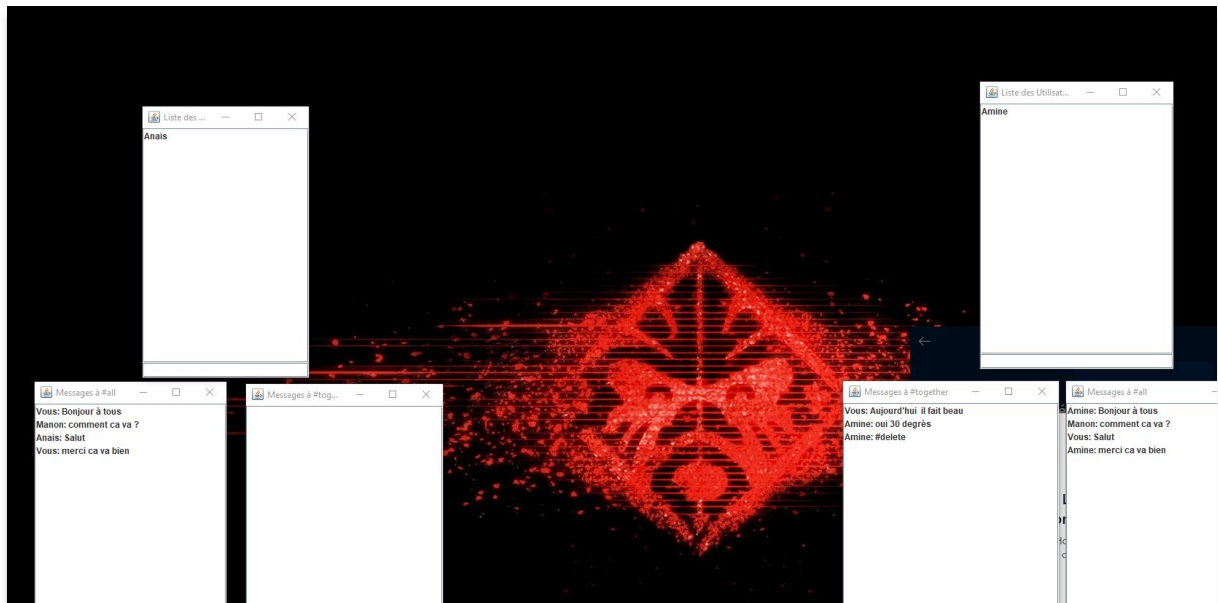 Liste des Utilisat...
Amine
Liste des ...
Anais
Messages à #all
Vous: Bonjour à tous
Manon: comment ca va ?
Anais: Salut
Vous: merci ca va bien
Messages à #tog...
Messages à #together
Vous: Aujourd'hui il fait beau
Amine: oui 30 degrès
Amine: #delete
Messages à #all
Amine: Bonjour à tous
Manon: comment ca va ?
Vous: Salut
Amine: merci ca va bien